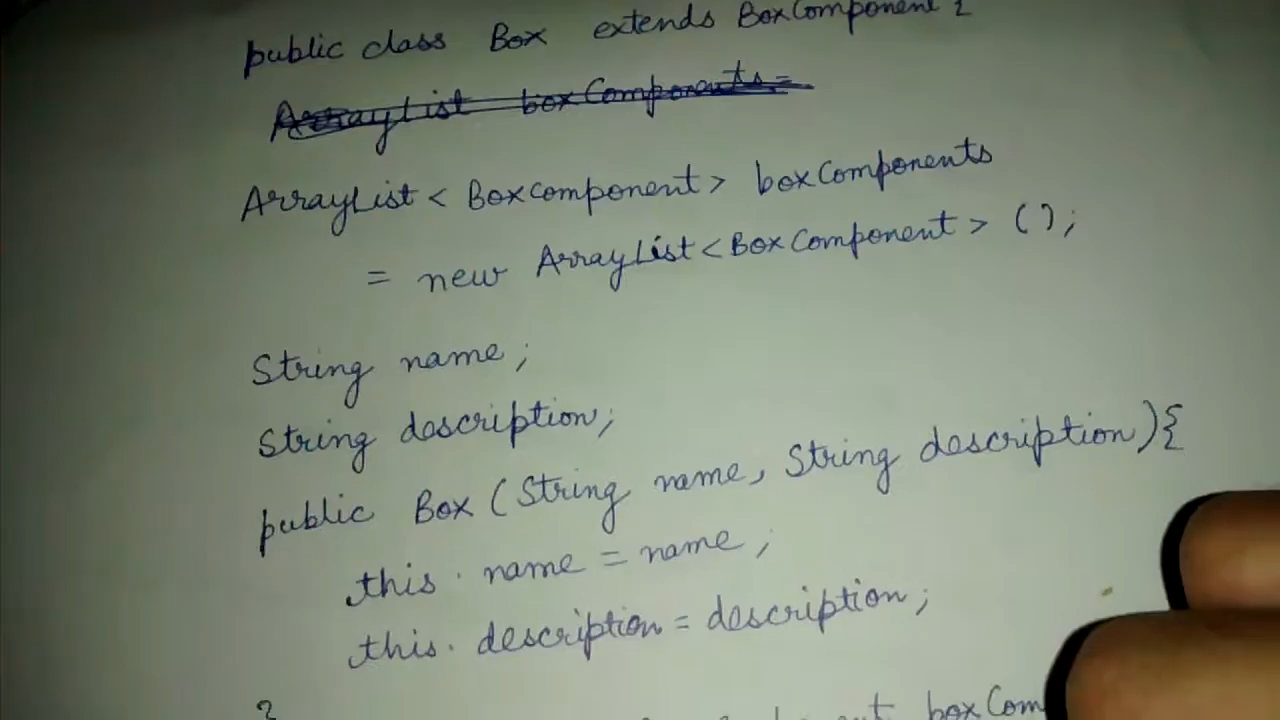 public class Box extends BoxComponent {
ArrayList boxComponents =
ArrayList < Boxcomponent > boxComponents
= new ArrayList < BoxComponent > ();
String name ;
String description;
public Box (String name, String description){
this. name = name ;
this. description = description;
}
boxCom